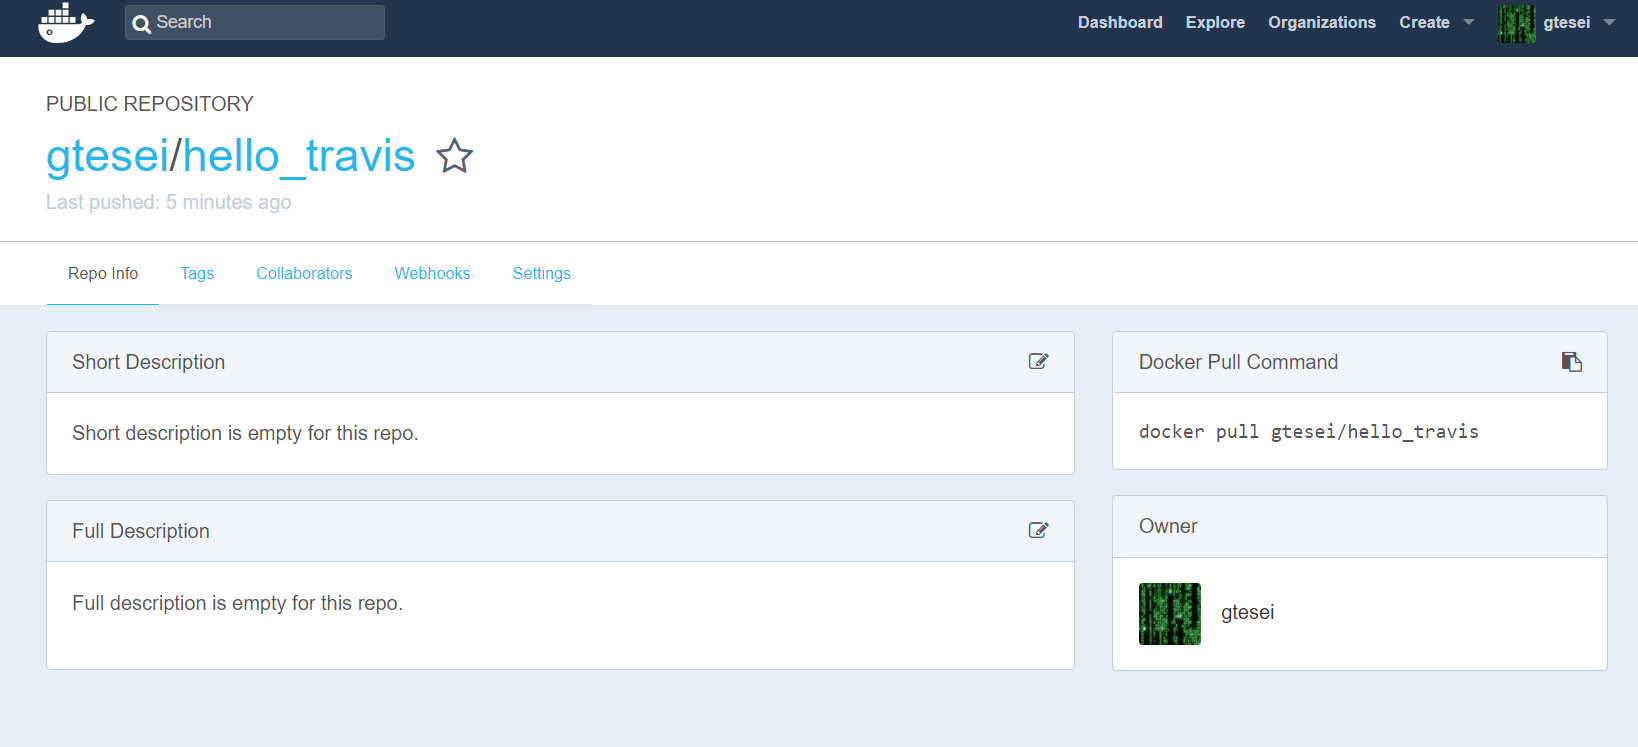 Search
Dashboard Explore Organizations Create gtesei
PUBLIC REPOSITORY
gtesei/hello_travis
Last pushed: 5 minutes ago
Repo Info Tags Collaborators Webhooks Settings
Short Description
Short description is empty for this repo.
Full Description
Full description is empty for this repo.
Docker Pull Command
docker pull gtesei/hello_travis
Owner
gtesei